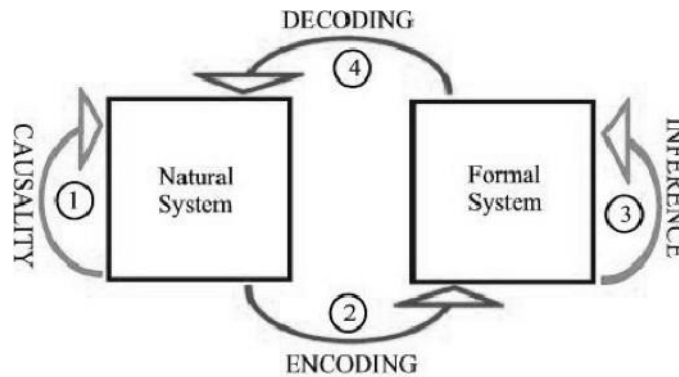 DECODING
4
CAUSALITY
1
Natural
System
Formal
System
3
INFERENCE
2
ENCODING